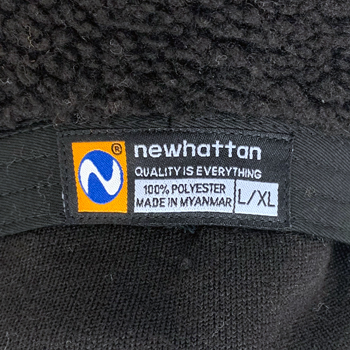 ®
newhattan
QUALITY IS EVERYTHING
100% POLYESTER
MADE IN MYANMAR
L/XL